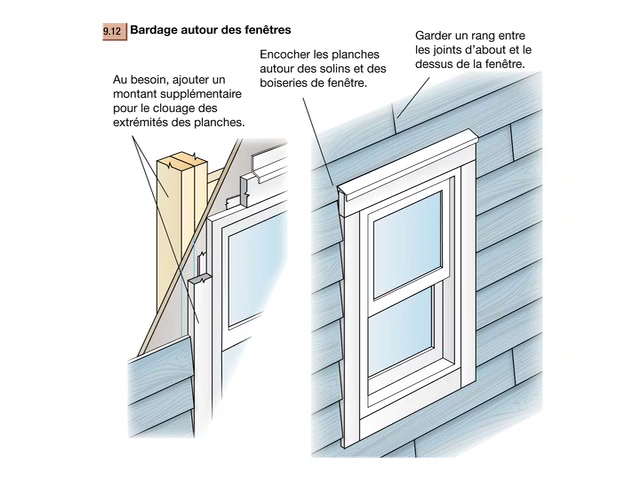 9.12 Bardage autour des fenêtres
Au besoin, ajouter un
montant supplémentaire
pour le clouage des
extrémités des planches.
Encocher les planches
autour des solins et des
boiseries de fenêtre.
Garder un rang entre
les joints d’about et le
dessus de la fenêtre.